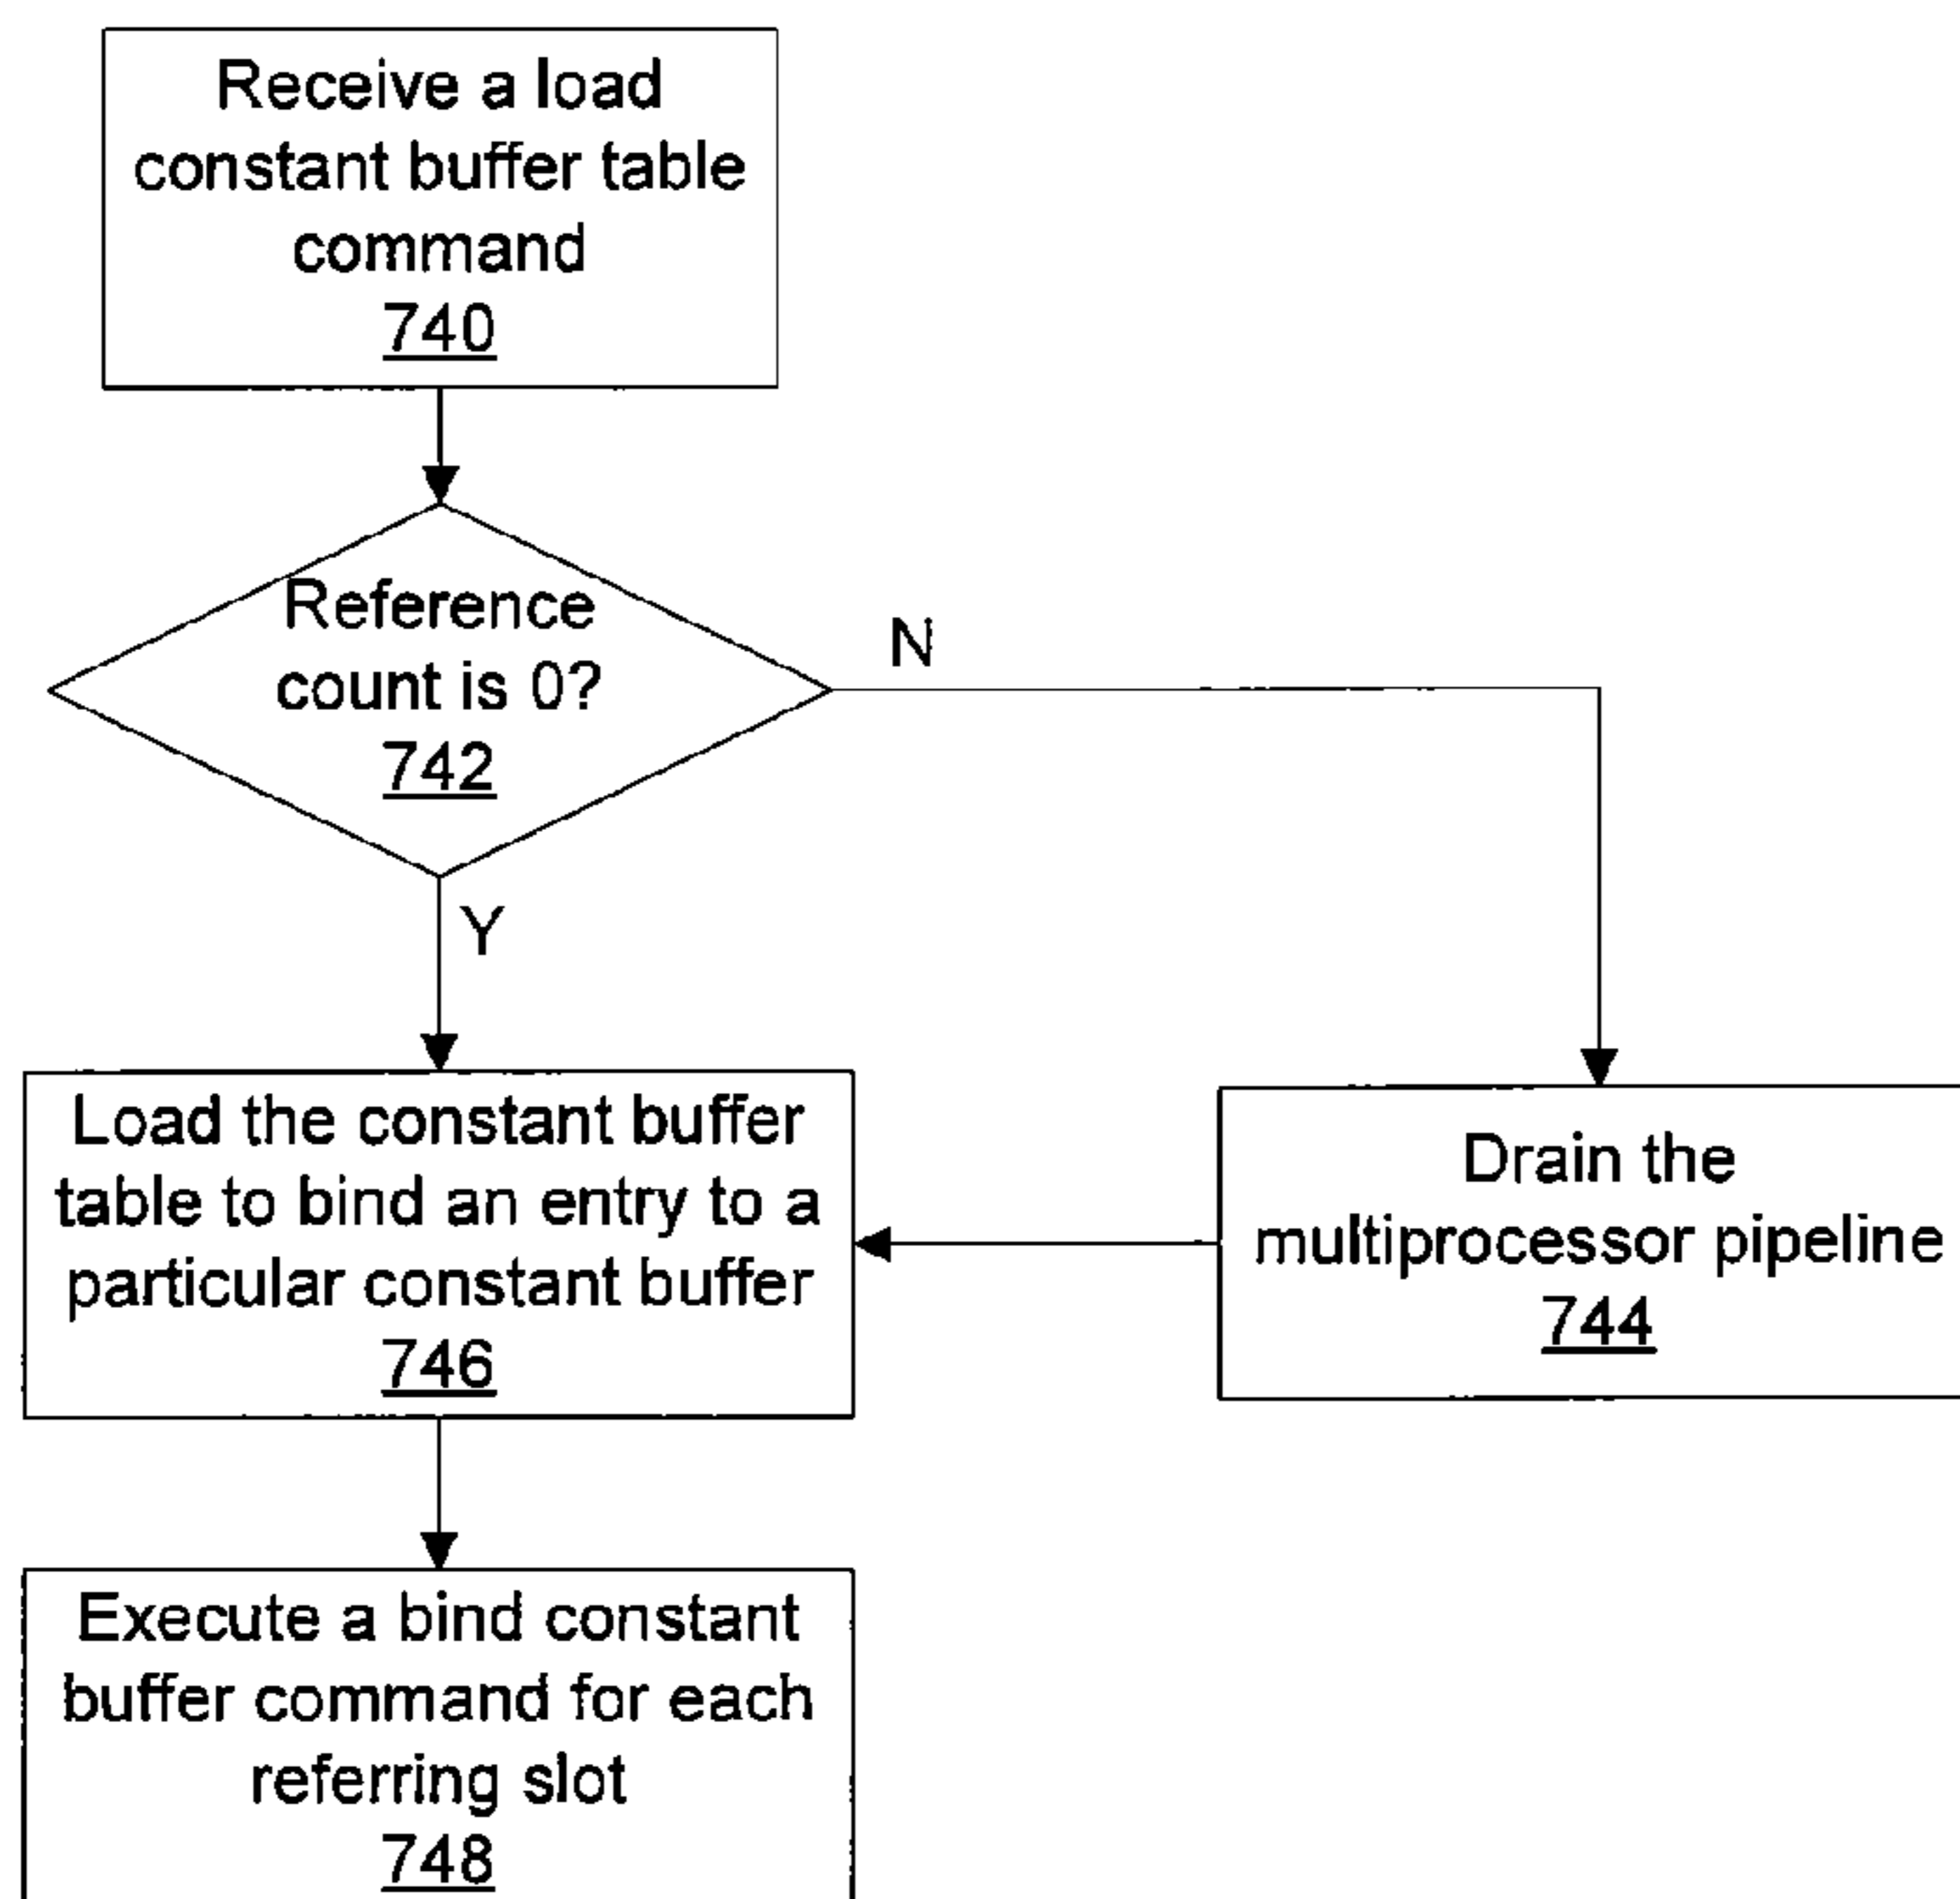 Receive a load
constant buffer table
command
740
Reference
count is 0?
742
N
Y
Load the constant buffer
table to bind an entry to a
particular constant buffer
746
Drain the
multiprocessor pipeline
744
Execute a bind constant
buffer command for each
referring slot
748